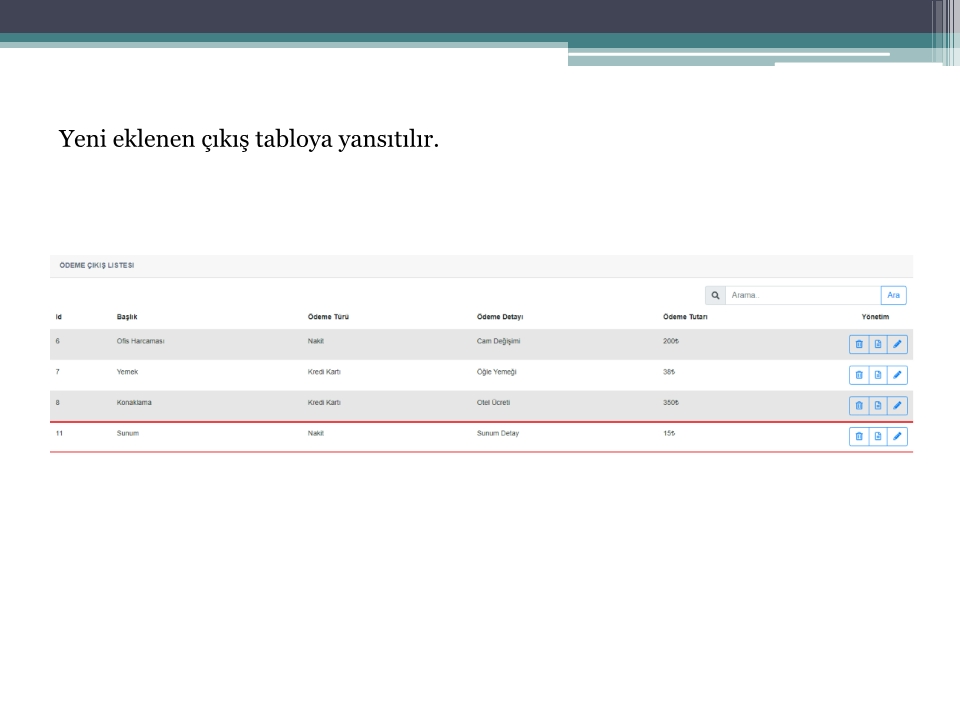 Yeni eklenen çıkış tabloya yansıtılır.
ÖDEME ÇIKIŞ LİSTESİ
Arama.. Ara
Id Başlık Ödeme Türü Ödeme Detayı Ödeme Tutarı Yönetim
6 Ofis Harcaması Nakit Cam Değişimi 200₺
7 Yemek Kredi Kartı Öğle Yemeği 38₺
8 Konaklama Kredi Kartı Otel Ücreti 350₺
11 Sunum Nakit Sunum Detay 15₺